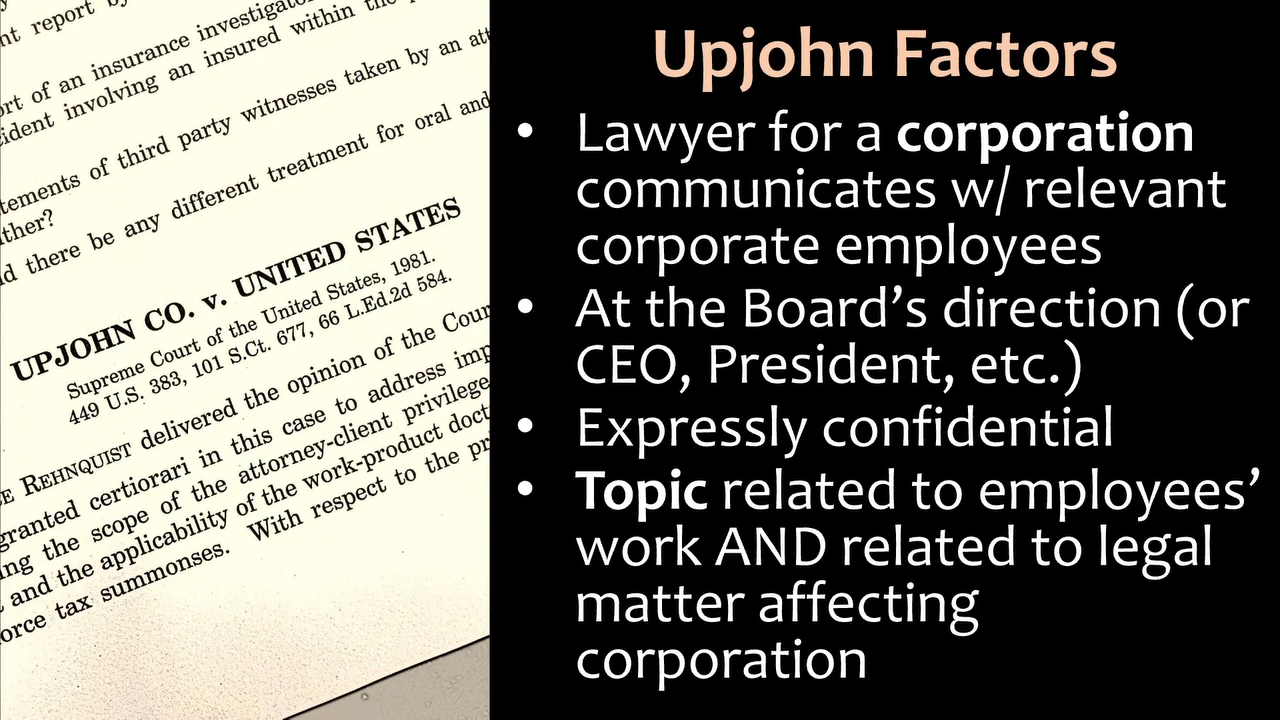 nt report by
ort of an insurance investigator
cident involving an insured within the
tements of third party witnesses taken by an att
ther?
d there be any different treatment for oral and
UPJOHN CO. v. UNITED STATES
Supreme Court of the United States, 1981.
449 U.S. 383, 101 S.Ct. 677, 66 L.Ed.2d 584.
E REHNQUIST delivered the opinion of the Cour
granted certiorari in this case to address imp
ng the scope of the attorney-client privilege
and the applicability of the work-product doct
orce tax summonses. With respect to the pr
Upjohn Factors
• Lawyer for a corporation
communicates w/ relevant
corporate employees
• At the Board's direction (or
CEO, President, etc.)
• Expressly confidential
• Topic related to employees'
work AND related to legal
matter affecting
corporation